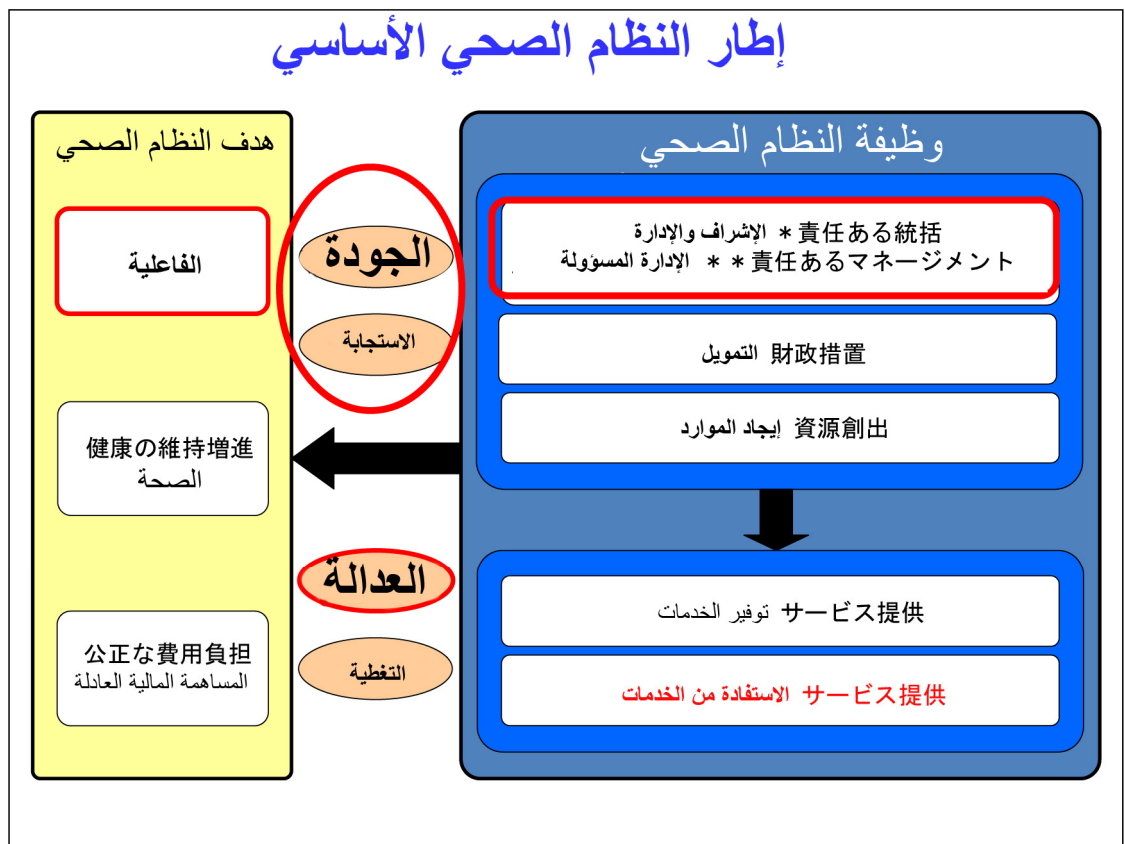 إطار النظام الصحي الأساسي
وظيفة النظام الصحي
責任ある統括 * الإشراف والإدارة
責任あるマネージメント * * الإدارة المسؤولة
財政措置 التمويل
資源創出 إيجاد الموارد
サービス提供 توفير الخدمات
サービス提供 الاستفادة من الخدمات
الجودة
الاستجابة
العدالة
التغطية
هدف النظام الصحي
الفاعلية
健康の維持増進
الصحة
公正な費用負担
المساهمة المالية العادلة